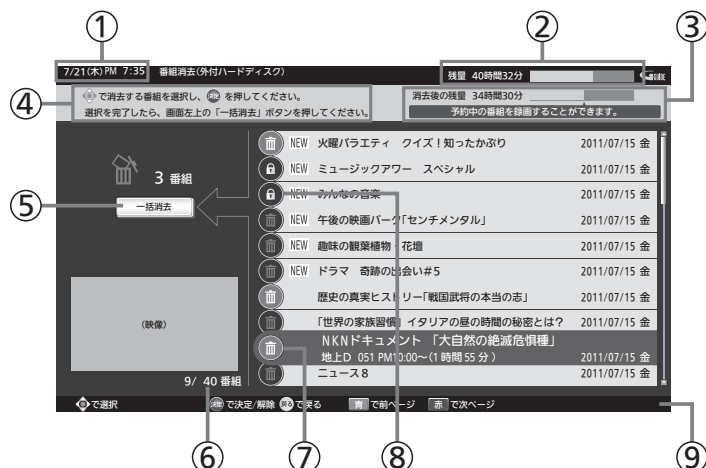 ① ② ③
7/21(木)PM 7:35 番組消去(外付ハードディスク) 残量 40時間32分
④ で消去する番組を選択し、 決定 を押してください。
選択を完了したら、画面左上の「一括消去」ボタンを押してください。
消去後の残量 34時間30分
予約中の番組を録画することができます。
3 番組
⑤ 一括消去
NEW 火曜バラエティ クイズ！知ったかぶり 2011/07/15 金
NEW ミュージックアワー スペシャル 2011/07/15 金
NEW みんなの音楽 2011/07/15 金
NEW 午後の映画パーク「センチメンタル」 2011/07/15 金
NEW 趣味の観葉植物・花壇 2011/07/15 金
NEW ドラマ 奇跡の出会い#5 2011/07/15 金
歴史の真実ヒストリー「戦国武将の本当の志」 2011/07/15 金
「世界の家族習慣」イタリアの昼の時間の秘密とは？ 2011/07/15 金
NKNドキュメント 「大自然の絶滅危惧種」
地上D 051 PM10:00～(1時間55分) 2011/07/15 金
ニュース8 2011/07/15 金
(映像)
9/ 40番組
で選択 決定 で決定/解除 戻る で戻る 青 で前ページ 赤 で次ページ
⑥ ⑦ ⑧ ⑨